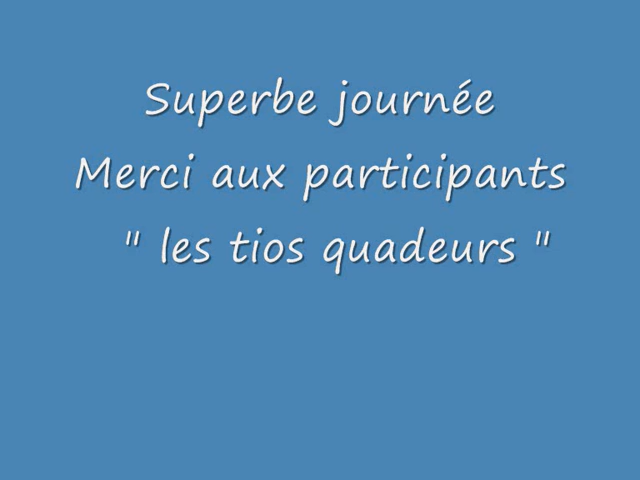 Superbe journée
Merci aux participants
" les tios quadeurs "